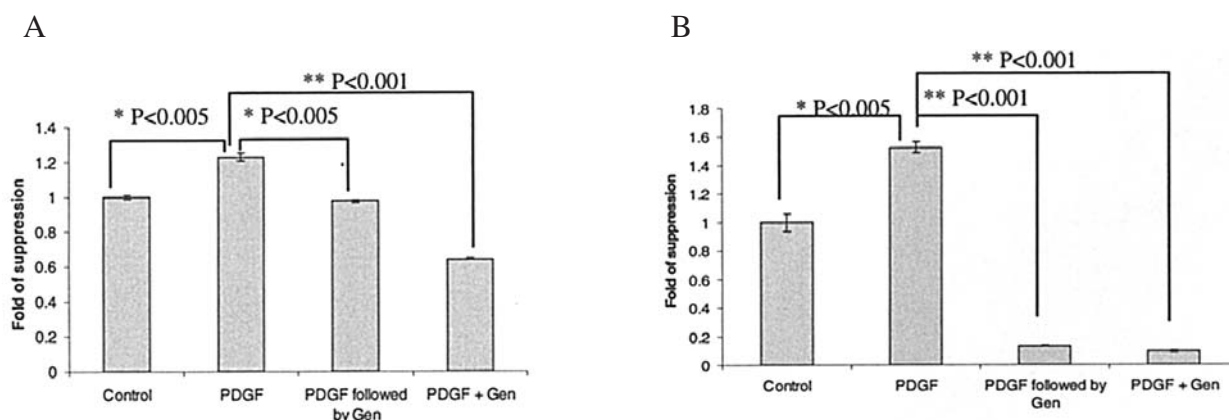 A
** P<0.001
* P<0.005
* P<0.005
1.4
1.2
1
0.8
0.6
0.4
0.2
0
Fold of suppression
Control
PDGF
PDGF followed
by Gen
PDGF + Gen
B
** P<0.001
* P<0.005
** P<0.001
1.8
1.6
1.4
1.2
1
0.8
0.6
0.4
0.2
0
Fold of suppression
Control
PDGF
PDGF followed by
Gen
PDGF + Gen